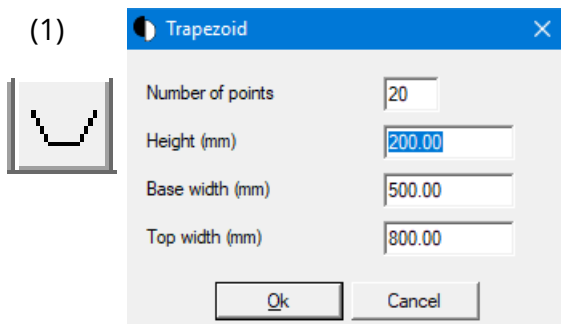 (1)
Trapezoid
Number of points 20
Height (mm) 200.00
Base width (mm) 500.00
Top width (mm) 800.00
Ok Cancel